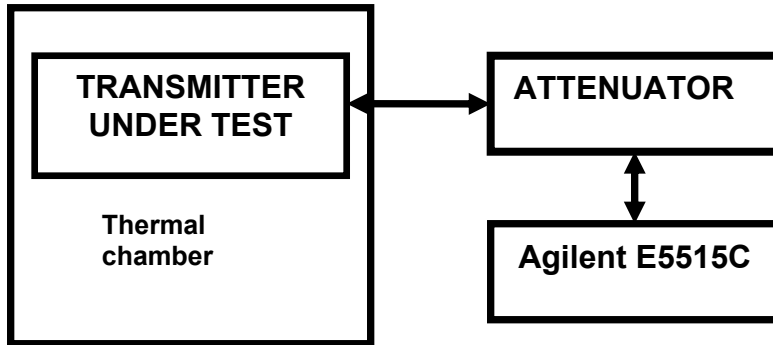 TRANSMITTER
UNDER TEST
ATTENUATOR
Thermal
chamber
Agilent E5515C